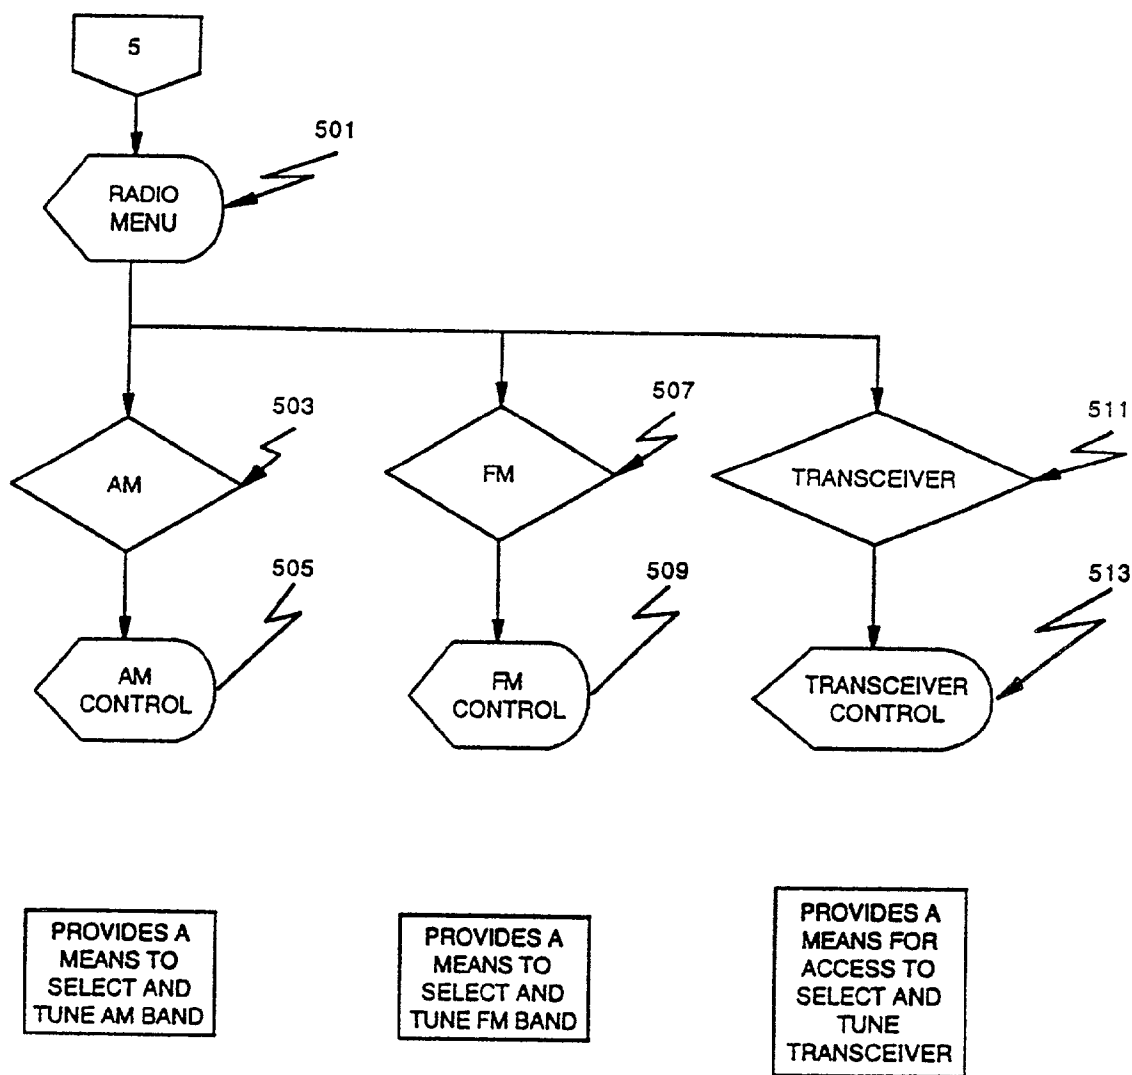 5
501
RADIO
MENU
503
507
511
AM
FM
TRANSCEIVER
505
509
513
AM
CONTROL
FM
CONTROL
TRANSCEIVER
CONTROL
PROVIDES A
MEANS TO
SELECT AND
TUNE AM BAND
PROVIDES A
MEANS TO
SELECT AND
TUNE FM BAND
PROVIDES A
MEANS FOR
ACCESS TO
SELECT AND
TUNE
TRANSCEIVER